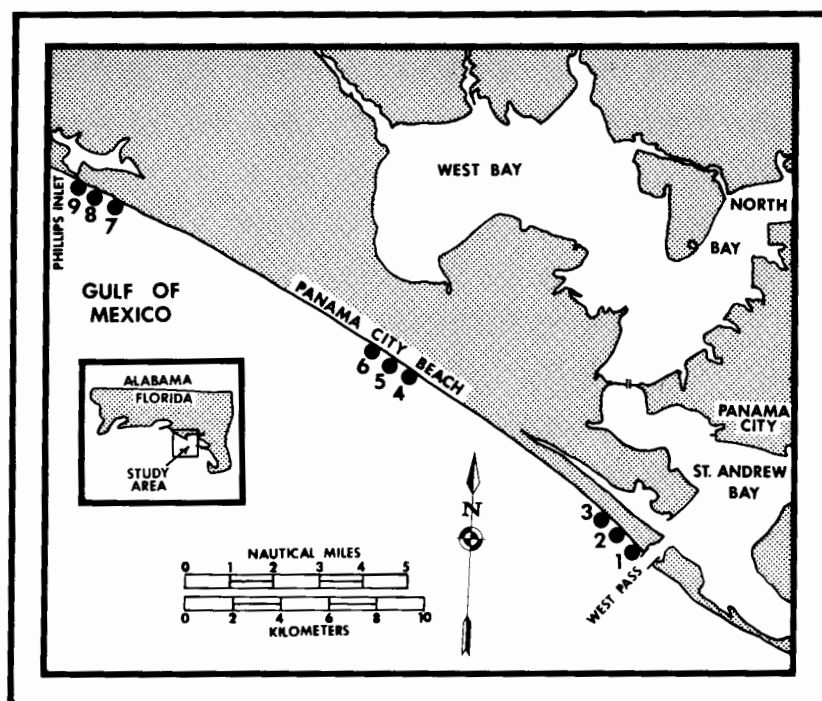 WEST BAY
NORTH
BAY
PHILLIPS INLET
9
8
7
GULF OF
MEXICO
PANAMA CITY BEACH
6
5
4
ALABAMA
FLORIDA
STUDY
AREA
PANAMA
CITY
ST. ANDREW
BAY
N
3
2
1
WEST PASS
NAUTICAL MILES
0 1 2 3 4 5
0 2 4 6 8 10
KILOMETERS